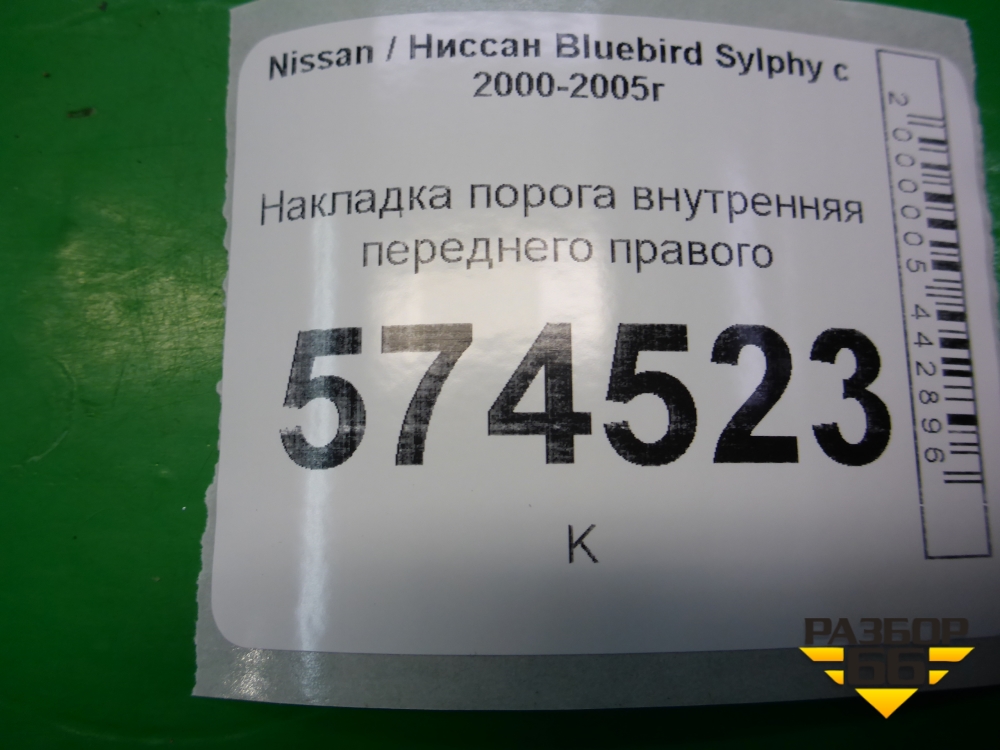 Nissan / Ниссан Bluebird Sylphy с
2000-2005г
Накладка порога внутренняя
переднего правого
574523
К
2000005442896
РАЗБОР
66